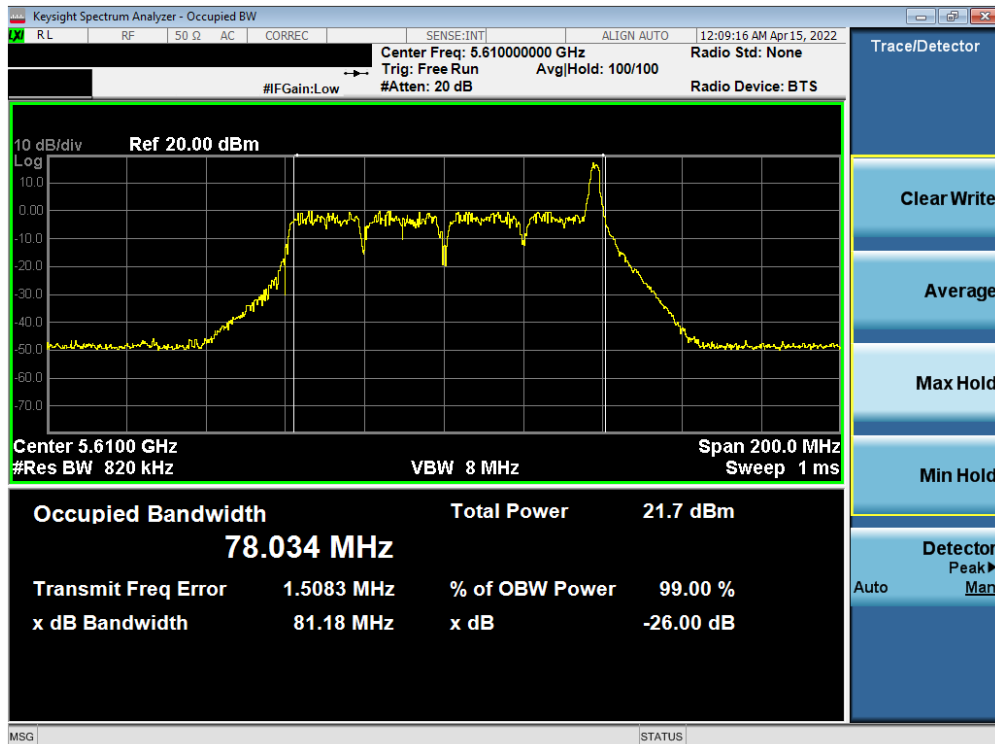 Keysight Spectrum Analyzer - Occupied BW
LXI RL RF 50 Ω AC CORREC SENSE:INT ALIGN AUTO 12:09:16 AM Apr 15, 2022
Center Freq: 5.610000000 GHz Radio Std: None
Trig: Free Run Avg|Hold: 100/100
#IFGain:Low #Atten: 20 dB Radio Device: BTS
10 dB/div Ref 20.00 dBm
Log
10.0
0.00
-10.0
-20.0
-30.0
-40.0
-50.0
-60.0
-70.0
Center 5.6100 GHz Span 200.0 MHz
#Res BW 820 kHz VBW 8 MHz Sweep 1 ms
Occupied Bandwidth Total Power 21.7 dBm
78.034 MHz
Transmit Freq Error 1.5083 MHz % of OBW Power 99.00 %
x dB Bandwidth 81.18 MHz x dB -26.00 dB
Trace/Detector
Clear Write
Average
Max Hold
Min Hold
Detector
Peak▶
Auto Man
MSG STATUS